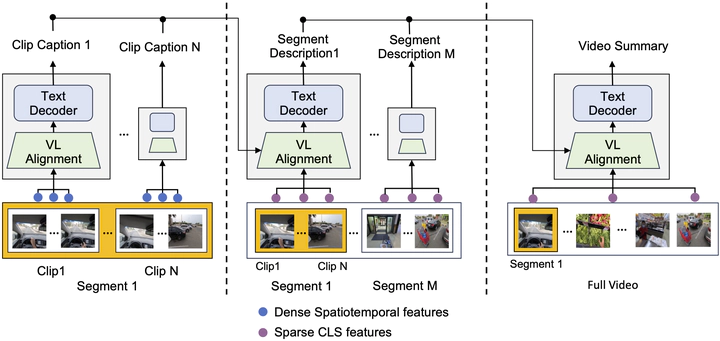 Clip Caption 1
Clip Caption N
Text
Decoder
VL
Alignment
...
...
...
...
Clip1
Clip N
Segment 1
Segment
Description1
Segment
Description M
Text
Decoder
VL
Alignment
...
...
...
...
Clip1
Clip N
Segment 1
Segment M
Video Summary
Text
Decoder
VL
Alignment
...
...
...
Segment 1
Full Video
Dense Spatiotemporal features
Sparse CLS features